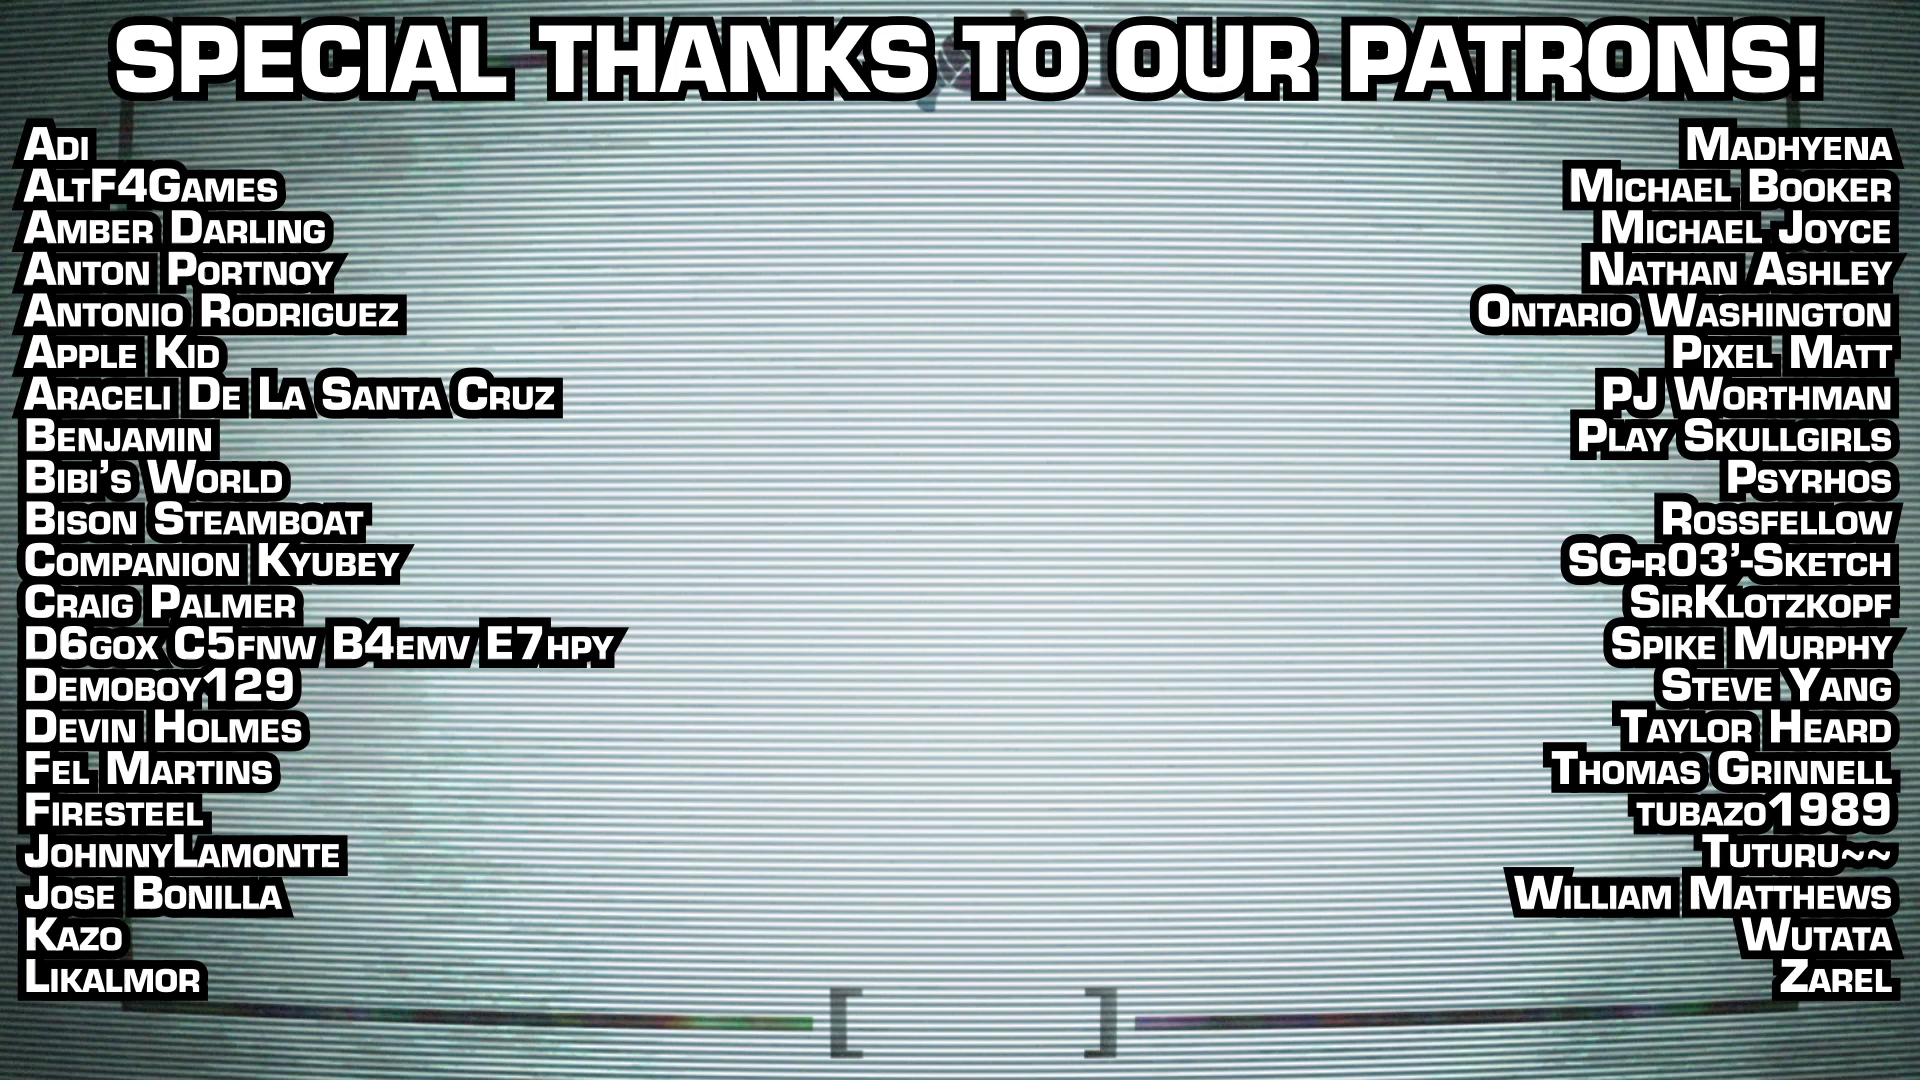 SPECIAL THANKS TO OUR PATRONS!
Adi
AltF4Games
Amber Darling
Anton Portnoy
Antonio Rodriguez
Apple Kid
Araceli De La Santa Cruz
Benjamin
Bibi's World
Bison Steamboat
Companion Kyubey
Craig Palmer
D6gox C5fnw B4emv E7hpy
Demoboy129
Devin Holmes
Fel Martins
Firesteel
JohnnyLamonte
Jose Bonilla
Kazo
Likalmor
Madhyena
Michael Booker
Michael Joyce
Nathan Ashley
Ontario Washington
Pixel Matt
PJ Worthman
Play Skullgirls
Psyrhos
Rossfellow
SG-r03'-Sketch
SirKlotzkopf
Spike Murphy
Steve Yang
Taylor Heard
Thomas Grinnell
tubazo1989
Tuturu~~
William Matthews
Wutata
Zarel
[ ]